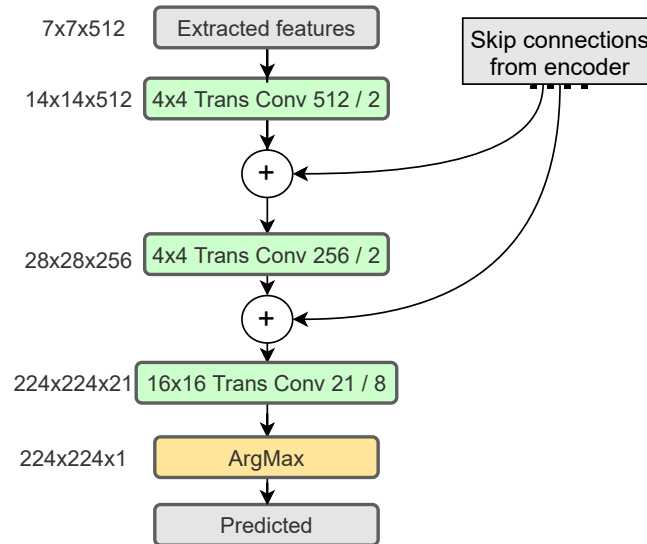 7x7x512
Extracted features
Skip connections
from encoder
14x14x512
4x4 Trans Conv 512 / 2
+
28x28x256
4x4 Trans Conv 256 / 2
+
224x224x21
16x16 Trans Conv 21 / 8
224x224x1
ArgMax
Predicted